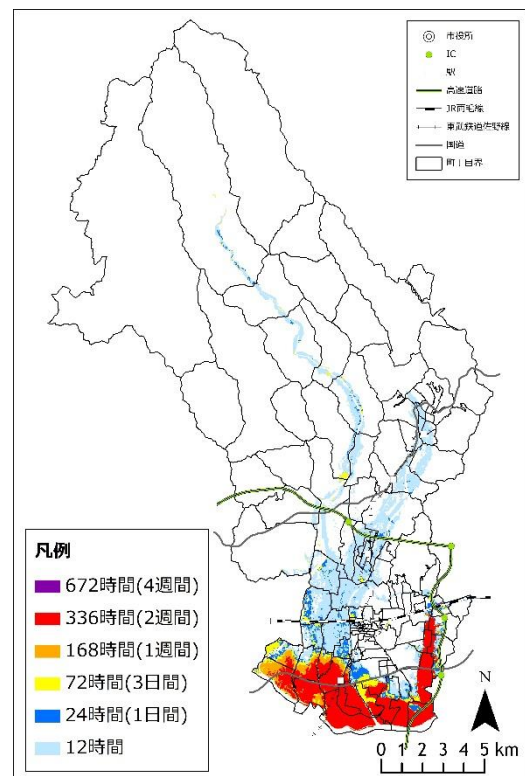 市役所
IC
駅
高速道路
JR両毛線
東武鉄道佐野線
国道
町丁目界
凡例
672時間(4週間)
336時間(2週間)
168時間(1週間)
72時間(3日間)
24時間(1日間)
12時間
N
0 1 2 3 4 5 km